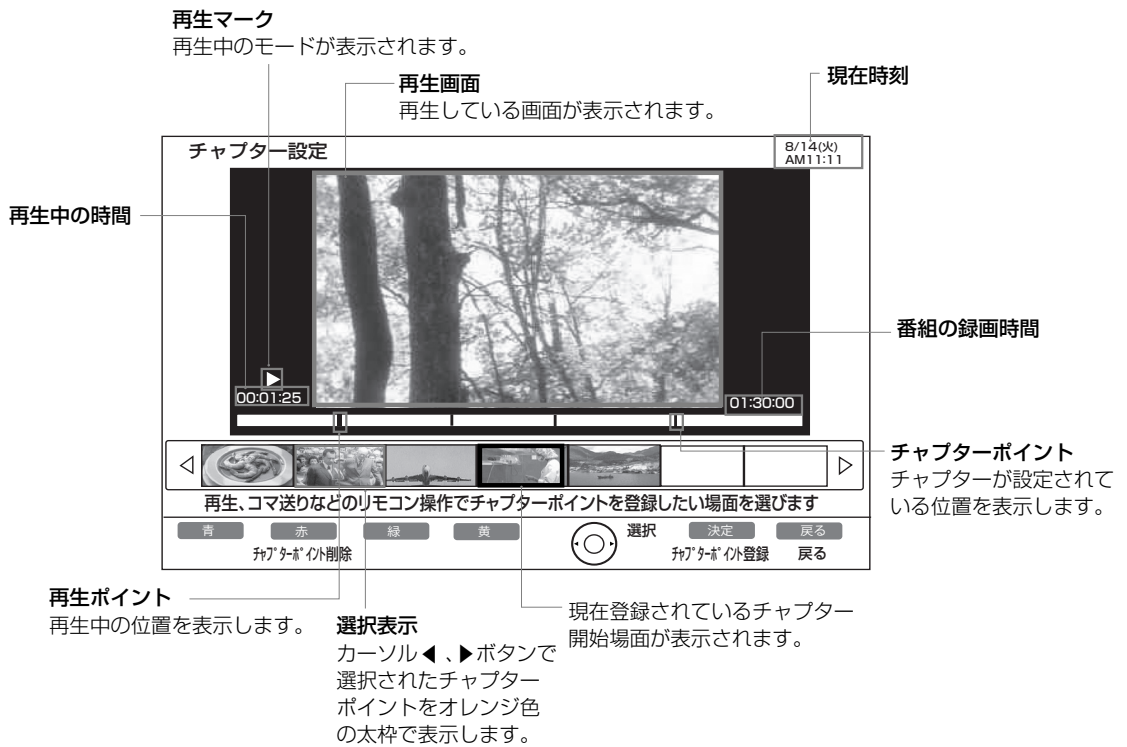 再生マーク
再生中のモードが表示されます。
再生画面
再生している画面が表示されます。
現在時刻
チャプター設定
8/14(火)
AM11:11
再生中の時間
番組の録画時間
00:01:25
01:30:00
チャプターポイント
チャプターが設定されて
いる位置を表示します。
再生、コマ送りなどのリモコン操作でチャプターポイントを登録したい場面を選びます
青 赤 緑 黄 選択 決定 戻る
ﾁｬﾌﾟﾀｰﾎﾟｲﾝﾄ削除 ﾁｬﾌﾟﾀｰﾎﾟｲﾝﾄ登録 戻る
再生ポイント
再生中の位置を表示します。
選択表示
カーソル◀、▶ボタンで
選択されたチャプター
ポイントをオレンジ色
の太枠で表示します。
現在登録されているチャプター
開始場面が表示されます。